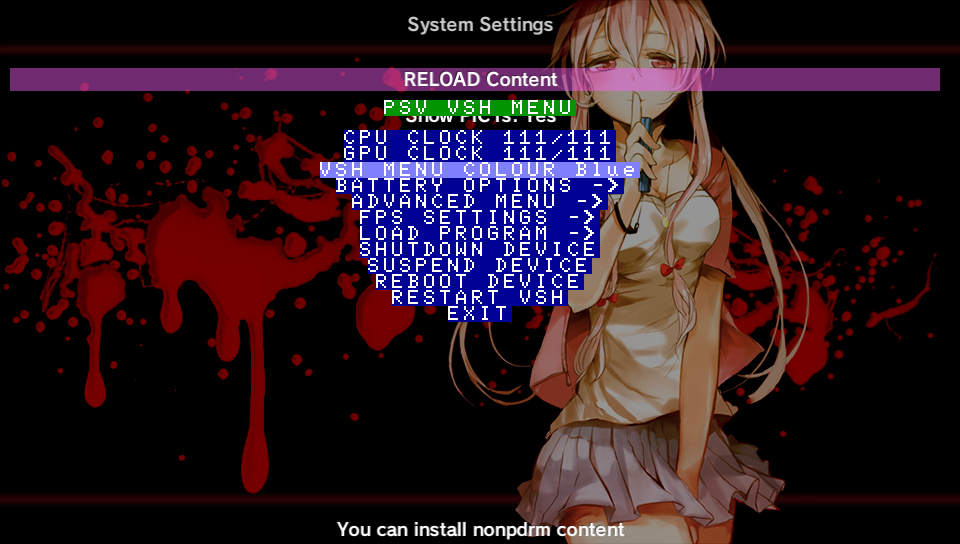 System Settings
RELOAD Content
PSV VSH MENU
Show PICTs: Yes
CPU CLOCK 111/111
GPU CLOCK 111/111
VSH MENU COLOUR Blue
BATTERY OPTIONS ->
ADVANCED MENU ->
FPS SETTINGS ->
LOAD PROGRAM ->
SHUTDOWN DEVICE
SUSPEND DEVICE
REBOOT DEVICE
RESTART VSH
EXIT
You can install nonpdrm content